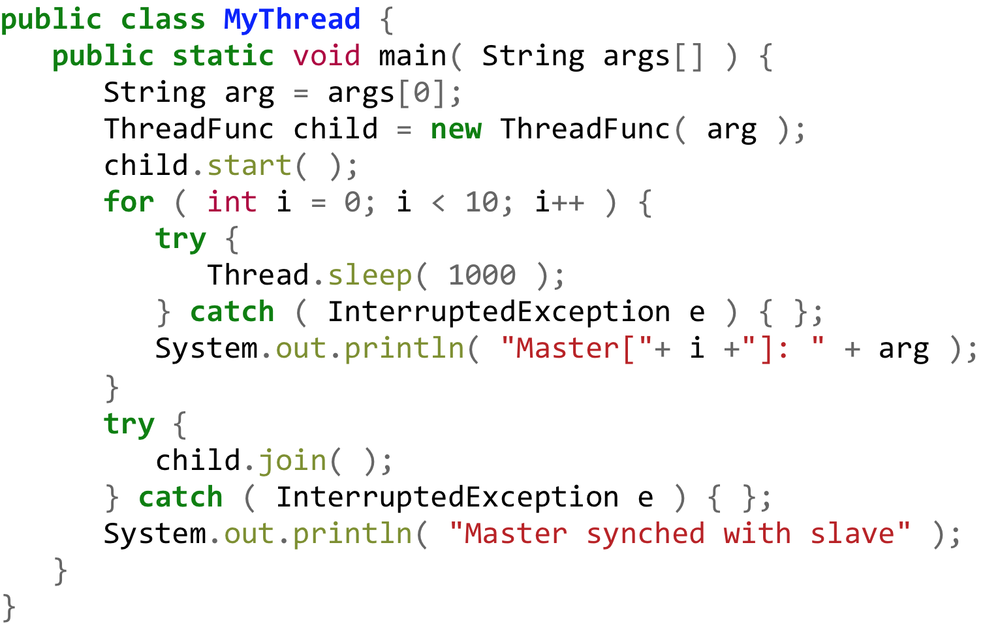 public class MyThread {
   public static void main( String args[] ) {
      String arg = args[0];
      ThreadFunc child = new ThreadFunc( arg );
      child.start( );
      for ( int i = 0; i < 10; i++ ) {
         try {
            Thread.sleep( 1000 );
         } catch ( InterruptedException e ) { };
         System.out.println( "Master["+ i +"]: " + arg );
      }
      try {
         child.join( );
      } catch ( InterruptedException e ) { };
      System.out.println( "Master synched with slave" );
   }
}